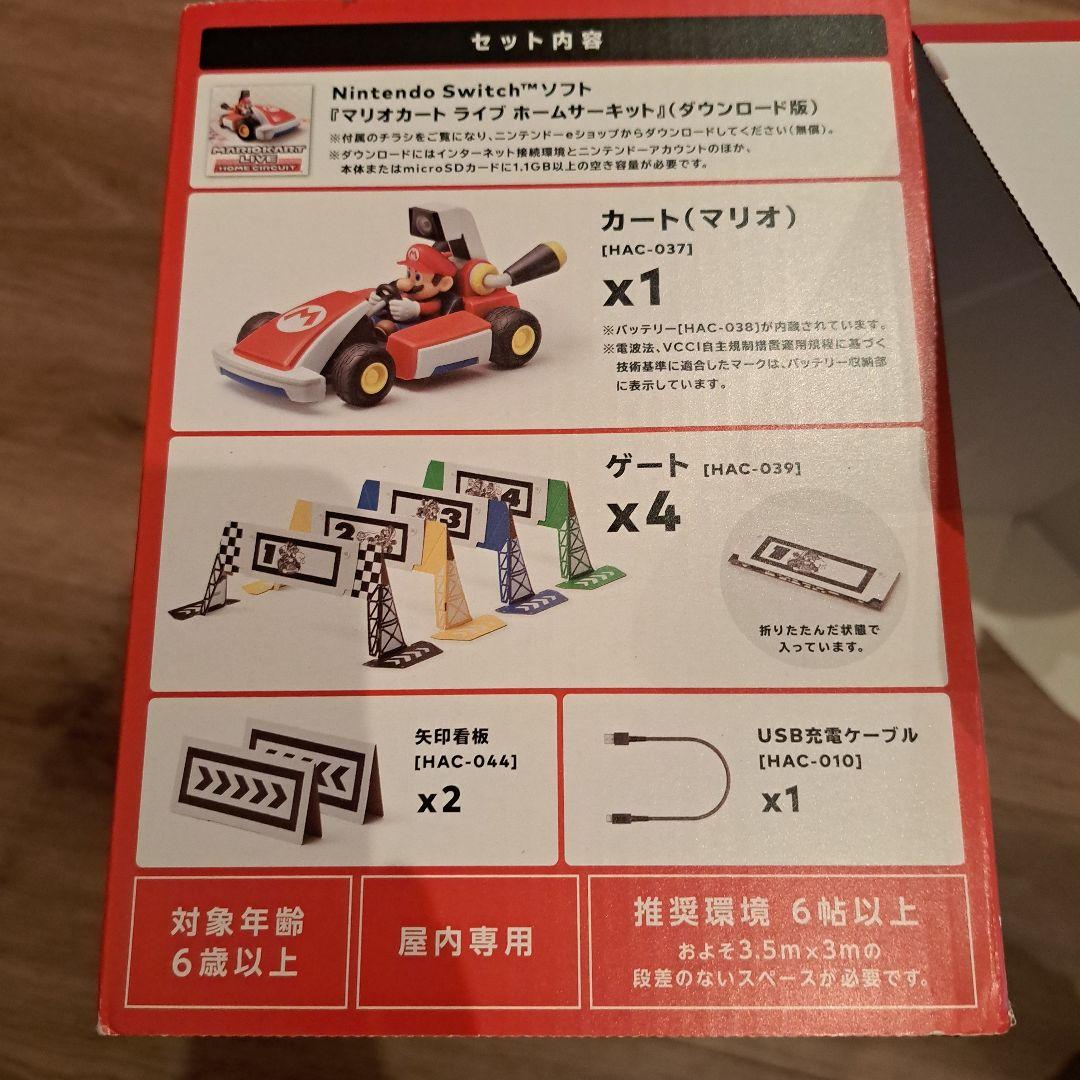 セット内容
Nintendo Switch™ソフト
『マリオカート ライブ ホームサーキット』(ダウンロード版)
※付属のチラシをご覧になり、ニンテンドーeショップからダウンロードしてください(無償)。
※ダウンロードにはインターネット接続環境とニンテンドーアカウントのほか、
本体またはmicroSDカードに1.1GB以上の空き容量が必要です。
MARIOKART
LIVE
HOME CIRCUIT
カート(マリオ)
[HAC-037]
x1
※バッテリー[HAC-038]が内蔵されています。
※電波法、VCCI自主規制措置運用規程に基づく
技術基準に適合したマークは、バッテリー収納部
に表示しています。
M
M
ゲート [HAC-039]
x4
1
2
3
4
1
折りたたんだ状態で
入っています。
矢印看板
[HAC-044]
x2
USB充電ケーブル
[HAC-010]
x1
対象年齢
6歳以上
屋内専用
推奨環境 6帖以上
およそ3.5m×3mの
段差のないスペースが必要です。